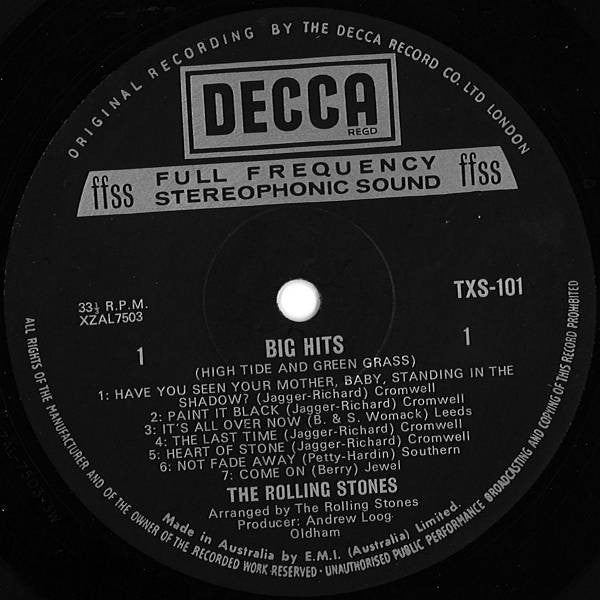 ORIGINAL RECORDING BY THE DECCA RECORD CO. LTD LONDON
DECCA
REGD
ffss FULL FREQUENCY ffss
STEREOPHONIC SOUND
33⅓ R.P.M.
XZAL7503
TXS-101
1
1
BIG HITS
(HIGH TIDE AND GREEN GRASS)
1: HAVE YOU SEEN YOUR MOTHER, BABY, STANDING IN THE
SHADOW? (Jagger-Richard) Cromwell
2: PAINT IT BLACK (Jagger-Richard) Cromwell
3: IT'S ALL OVER NOW (B. & S. Womack) Leeds
4: THE LAST TIME (Jagger-Richard) Cromwell
5: HEART OF STONE (Jagger-Richard) Cromwell
6: NOT FADE AWAY (Petty-Hardin) Southern
7: COME ON (Berry) Jewel
THE ROLLING STONES
Arranged by The Rolling Stones
Producer: Andrew Loog
Oldham
Made in Australia by E.M.I. (Australia) Limited.
ALL RIGHTS OF THE MANUFACTURER AND OF THE OWNER OF THE RECORDED WORK RESERVED · UNAUTHORISED PUBLIC PERFORMANCE BROADCASTING AND COPYING OF THIS RECORD PROHIBITED